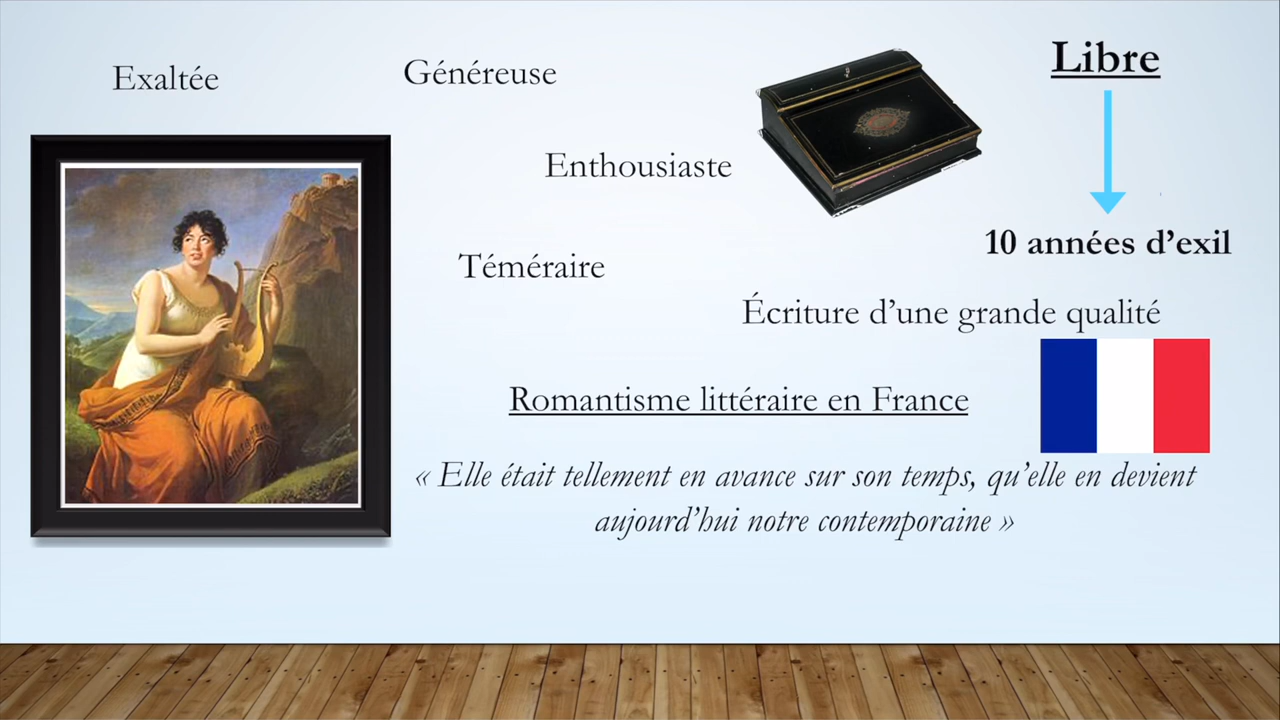 Exaltée
Généreuse
Libre
Enthousiaste
10 années d’exil
Téméraire
Écriture d’une grande qualité
Romantisme littéraire en France
« Elle était tellement en avance sur son temps, qu’elle en devient
aujourd’hui notre contemporaine »